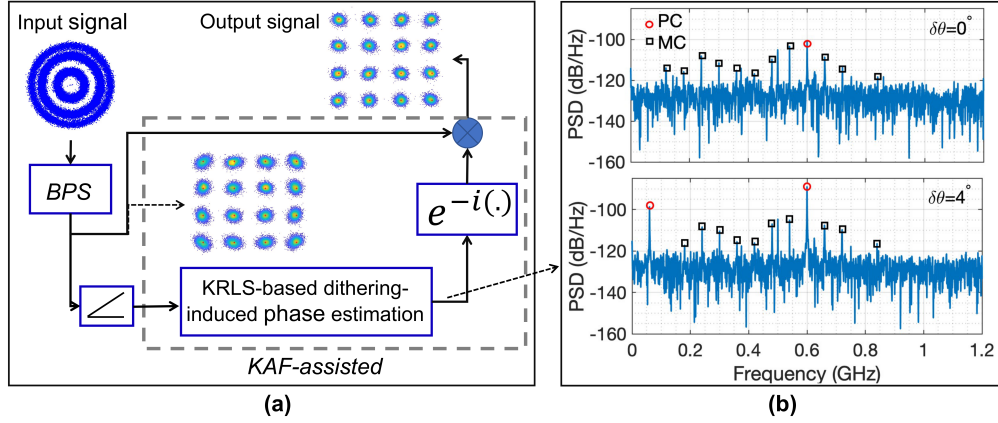 Input signal
Output signal
BPS
e^{-i(.)}
KRLS-based dithering-
induced phase estimation
KAF-assisted
(a)
PC
MC
δθ=0°
-100
-120
-140
-160
PSD (dB/Hz)
δθ=4°
-100
-120
-140
-160
PSD (dB/Hz)
0 0.2 0.4 0.6 0.8 1 1.2
Frequency (GHz)
(b)